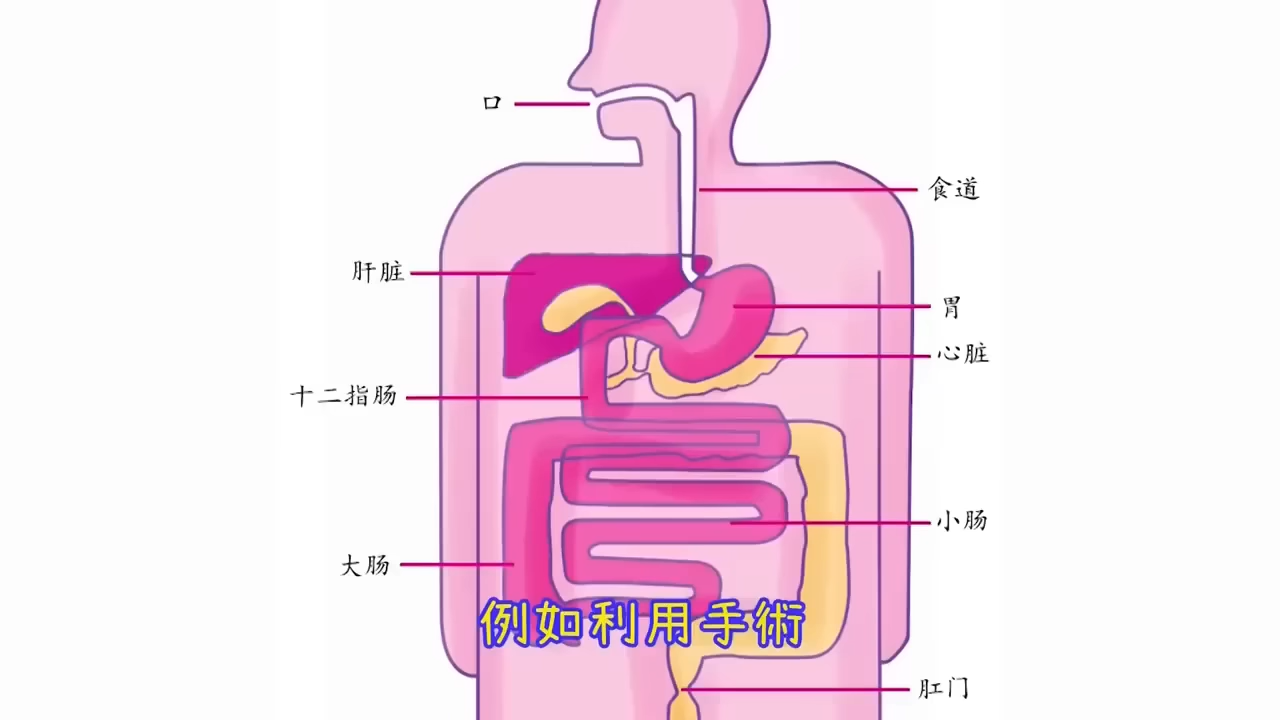 口
食道
肝脏
胃
心脏
十二指肠
小肠
大肠
例如利用手術
肛门